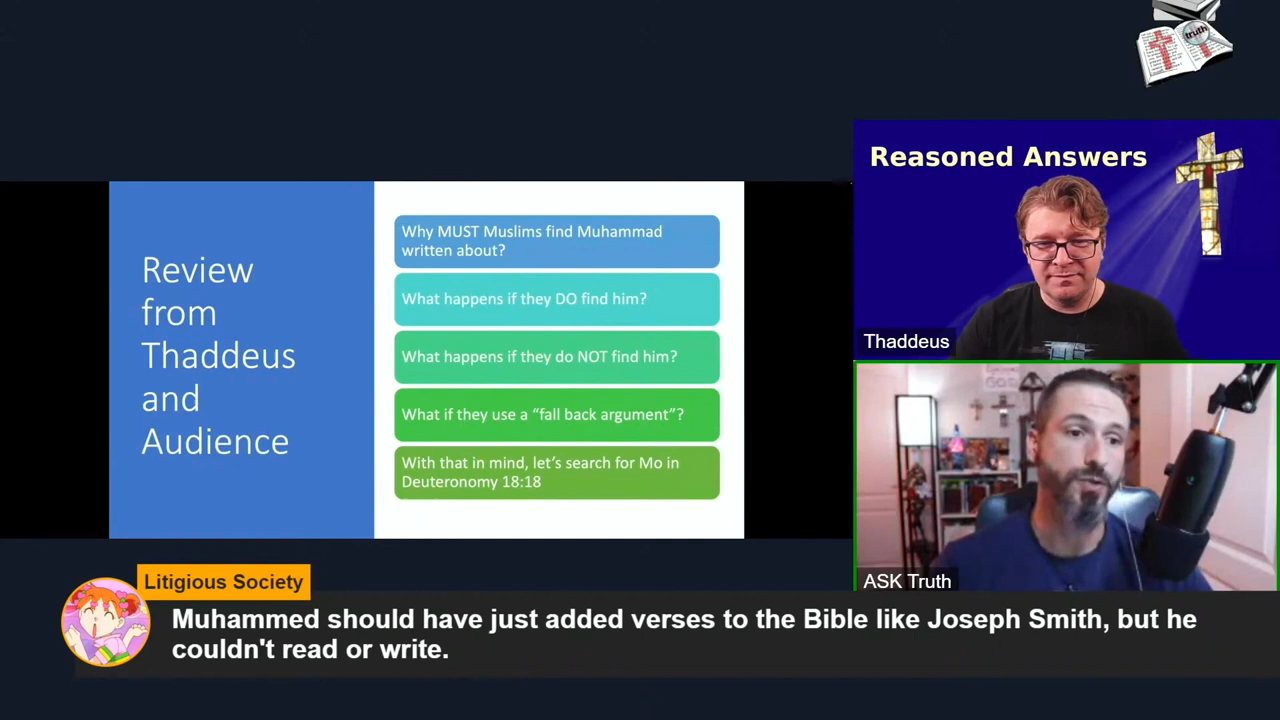 truth
Reasoned Answers
Thaddeus
Review
from
Thaddeus
and
Audience
Why MUST Muslims find Muhammad
written about?
What happens if they DO find him?
What happens if they do NOT find him?
What if they use a “fall back argument”?
With that in mind, let’s search for Mo in
Deuteronomy 18:18
ASK Truth
Litigious Society
Muhammed should have just added verses to the Bible like Joseph Smith, but he
couldn't read or write.